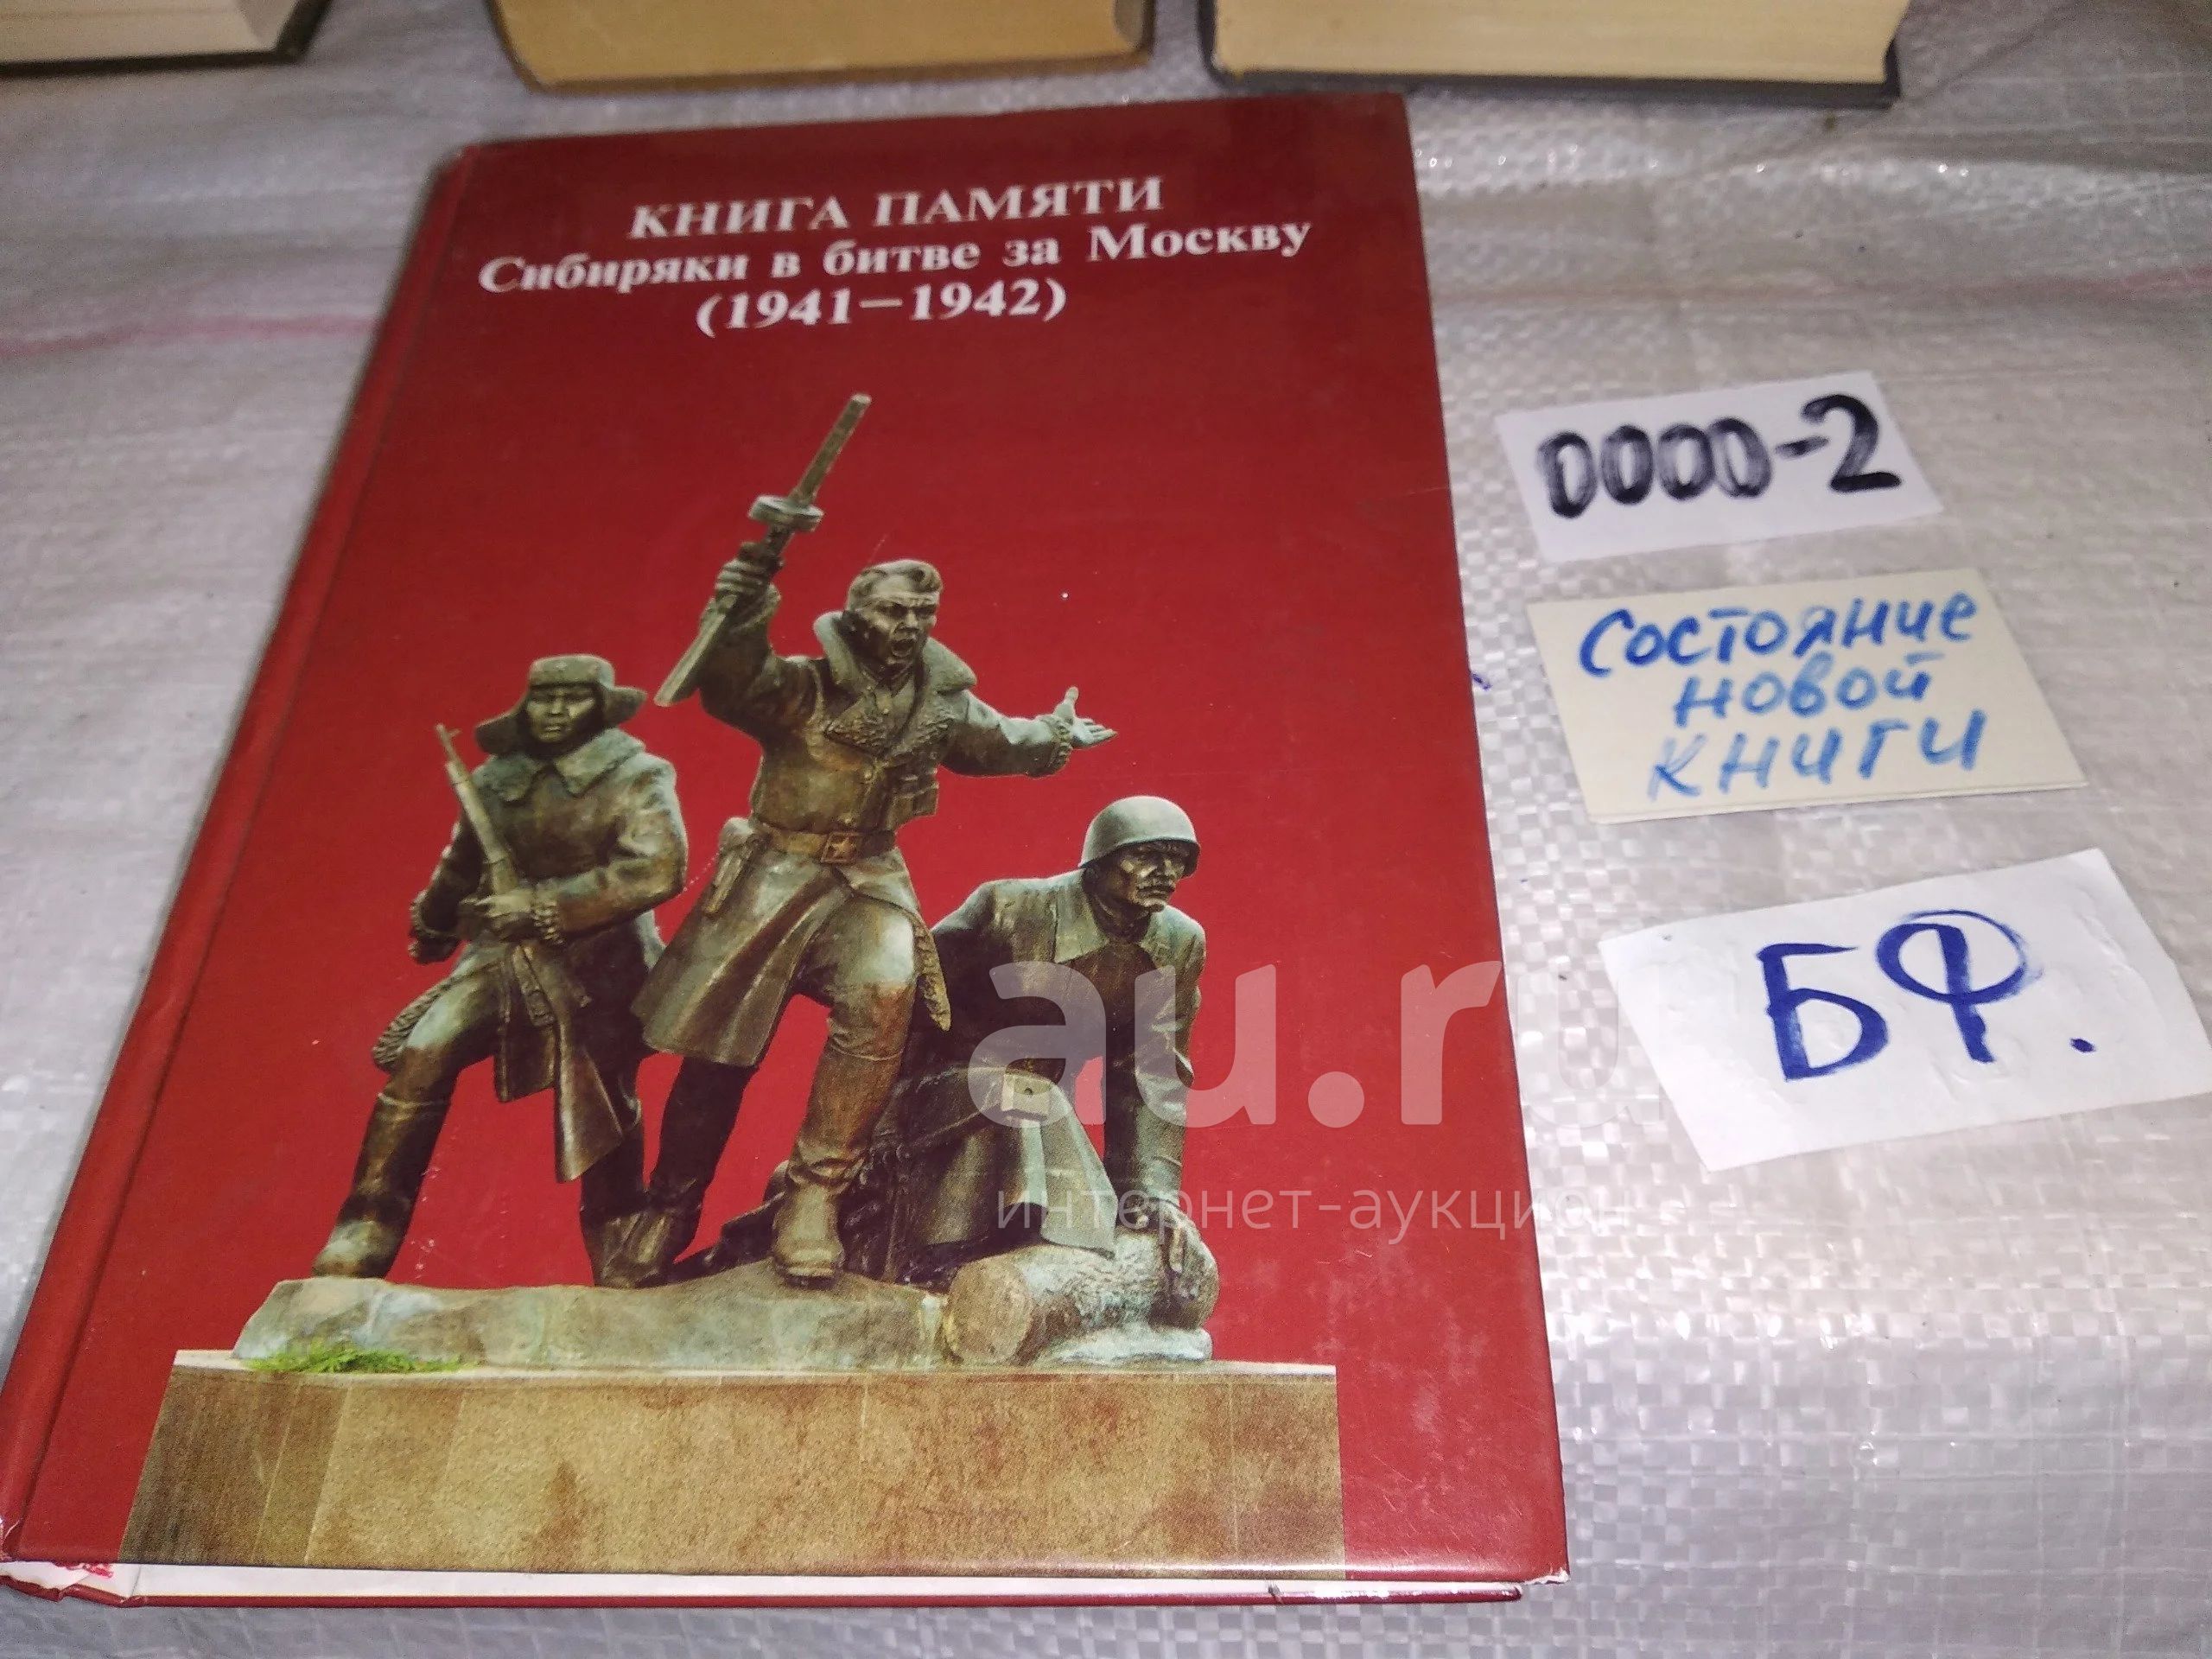 КНИГА ПАМЯТИ
Сибиряки в битве за Москву
(1941—1942)
0000-2
Состояние
новой
книги
БФ.
au.ru
интернет-аукцион